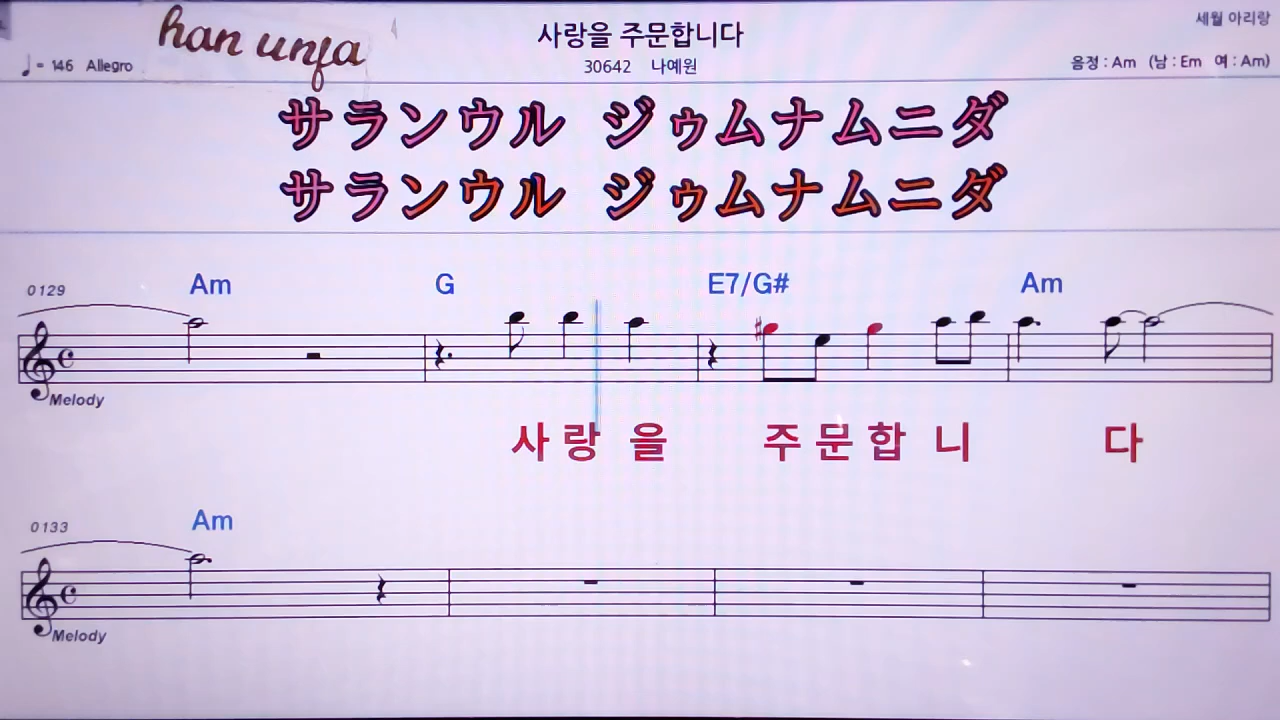 세월 아리랑
han unfa
사랑을 주문합니다
♩= 146 Allegro
30642 나예원
음정 : Am (남 : Em 여 : Am)
サランウル ジゥムナムニダ
サランウル ジゥムナムニダ
0129 Am G E7/G# Am
Melody
사랑 을 주문합 니 다
0133 Am
Melody